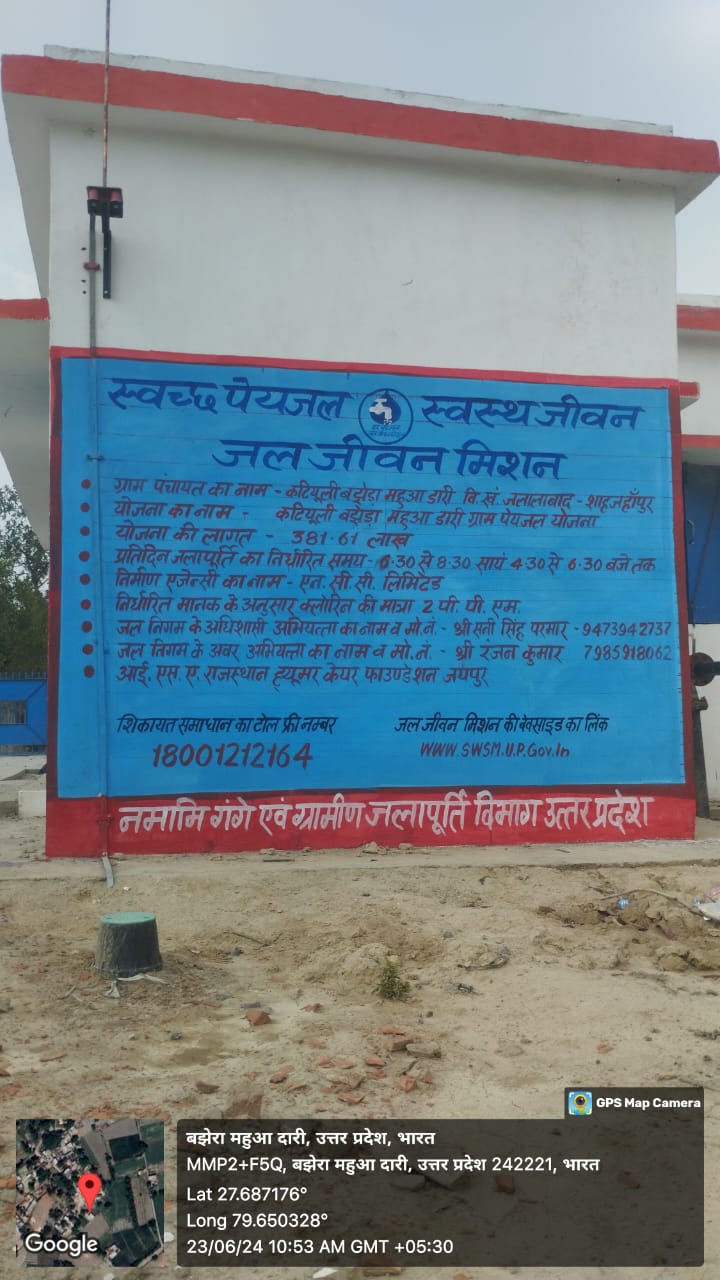 स्वच्छ पेयजल स्वस्थ जीवन
जल जीवन मिशन
ग्राम पंचायत का नाम - कटियूली बझेड़ा महुआ डारी वि.खं. जलालाबाद - शाहजहाँपुर
योजना का नाम - कटियूली बझेड़ा महुआ डारी ग्राम पेयजल योजना
योजना की लागत - 381.61 लाख
प्रतिदिन जलापूर्ति का निर्धारित समय - 6.30 से 8.30 सायं 4.30 से 6.30 बजे तक
निर्माण एजेन्सी का नाम - एन. सी. सी. लिमिटेड
निर्धारित मानक के अनुसार क्लोरिन की मात्रा 2 पी. पी. एम.
जल निगम के अधिशासी अभियन्ता का नाम व मो.नं. - श्री सनी सिंह परमार - 9473942737
जल निगम के अवर अभियन्ता का नाम व मो. नं. - श्री रंजन कुमार 7985918062
आई. एस. ए. राजस्थान ह्यूमर केयर फाउण्डेशन जयपुर
शिकायत समाधान का टोल फ्री नम्बर
जल जीवन मिशन की वेवसाइड का लिंक
18001212164
WWW.SWSM.U.P.Gov.in
नमामि गंगे एवं ग्रामीण जलापूर्ति विभाग उत्तर प्रदेश
GPS Map Camera
बझेरा महुआ दारी, उत्तर प्रदेश, भारत
MMP2+F5Q, बझेरा महुआ दारी, उत्तर प्रदेश 242221, भारत
Lat 27.687176°
Long 79.650328°
23/06/24 10:53 AM GMT +05:30
Google